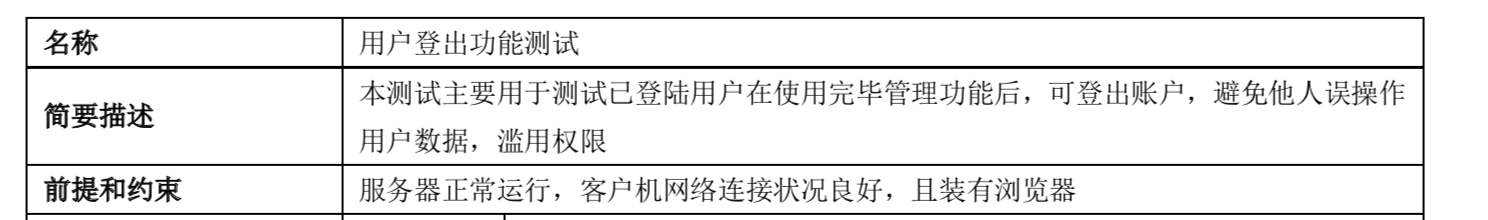 名称 用户登出功能测试
简要描述 本测试主要用于测试已登陆用户在使用完毕管理功能后，可登出账户，避免他人误操作
用户数据，滥用权限
前提和约束 服务器正常运行，客户机网络连接状况良好，且装有浏览器